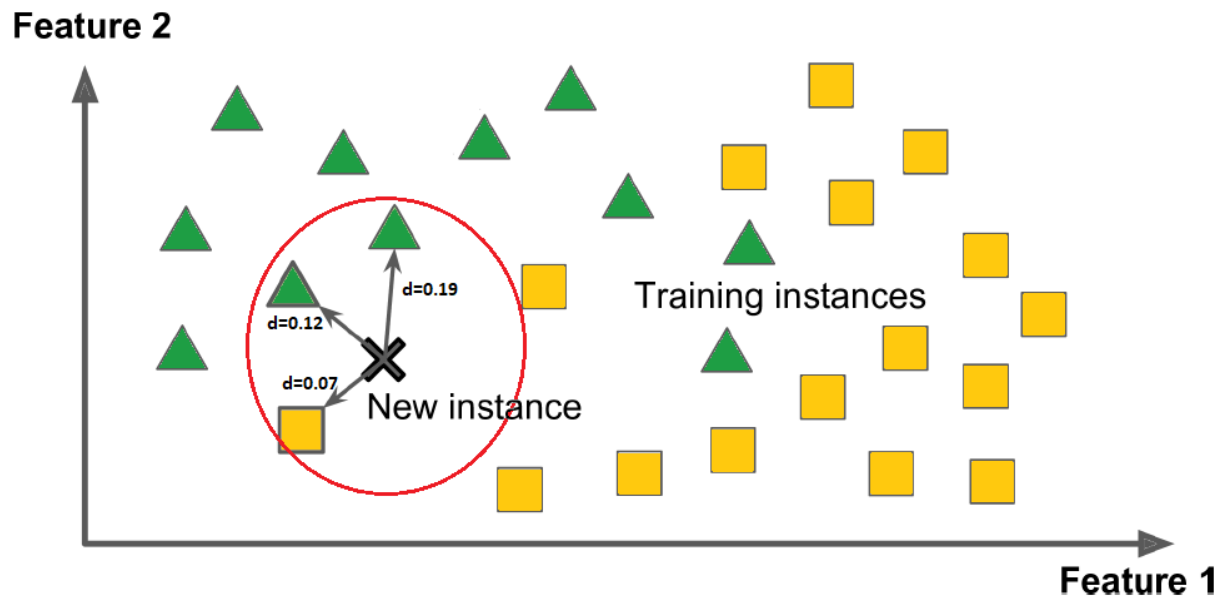 Feature 2
d=0.19
Training instances
d=0.12
d=0.07
New instance
Feature 1